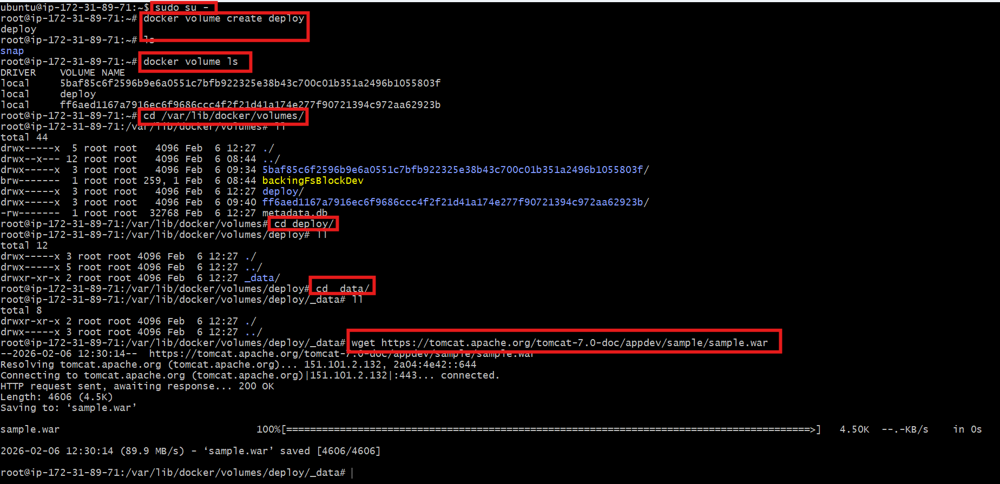 ubuntu@ip-172-31-89-71:~$ sudo su -
root@ip-172-31-89-71:~# docker volume create deploy
deploy
root@ip-172-31-89-71:~# ls
snap
root@ip-172-31-89-71:~# docker volume ls
DRIVER    VOLUME NAME
local     5baf85c6f2596b9e6a0551c7bfb922325e38b43c700c01b351a2496b1055803f
local     deploy
local     ff6aed1167a7916ec6f9686ccc4f2f21d41a174e277f90721394c972aa62923b
root@ip-172-31-89-71:~# cd /var/lib/docker/volumes/
root@ip-172-31-89-71:/var/lib/docker/volumes# ll
total 44
drwx-----x  5 root root   4096 Feb  6 12:27 ./
drwx--x--- 12 root root   4096 Feb  6 08:44 ../
drwx-----x  3 root root   4096 Feb  6 09:34 5baf85c6f2596b9e6a0551c7bfb922325e38b43c700c01b351a2496b1055803f/
brw-------  1 root root 259, 1 Feb  6 08:44 backingFsBlockDev
drwx-----x  3 root root   4096 Feb  6 12:27 deploy/
drwx-----x  3 root root   4096 Feb  6 09:40 ff6aed1167a7916ec6f9686ccc4f2f21d41a174e277f90721394c972aa62923b/
-rw-------  1 root root  32768 Feb  6 12:27 metadata.db
root@ip-172-31-89-71:/var/lib/docker/volumes# cd deploy/
root@ip-172-31-89-71:/var/lib/docker/volumes/deploy# ll
total 12
drwx-----x 3 root root 4096 Feb  6 12:27 ./
drwx-----x 5 root root 4096 Feb  6 12:27 ../
drwxr-xr-x 2 root root 4096 Feb  6 12:27 _data/
root@ip-172-31-89-71:/var/lib/docker/volumes/deploy# cd _data/
root@ip-172-31-89-71:/var/lib/docker/volumes/deploy/_data# ll
total 8
drwxr-xr-x 2 root root 4096 Feb  6 12:27 ./
drwx-----x 3 root root 4096 Feb  6 12:27 ../
root@ip-172-31-89-71:/var/lib/docker/volumes/deploy/_data# wget https://tomcat.apache.org/tomcat-7.0-doc/appdev/sample/sample.war
--2026-02-06 12:30:14--  https://tomcat.apache.org/tomcat-7.0-doc/appdev/sample/sample.war
Resolving tomcat.apache.org (tomcat.apache.org)... 151.101.2.132, 2a04:4e42::644
Connecting to tomcat.apache.org (tomcat.apache.org)|151.101.2.132|:443... connected.
HTTP request sent, awaiting response... 200 OK
Length: 4606 (4.5K)
Saving to: ‘sample.war’
sample.war                                 100%[========================================================================================>]   4.50K  --.-KB/s    in 0s
2026-02-06 12:30:14 (89.9 MB/s) - ‘sample.war’ saved [4606/4606]
root@ip-172-31-89-71:/var/lib/docker/volumes/deploy/_data#